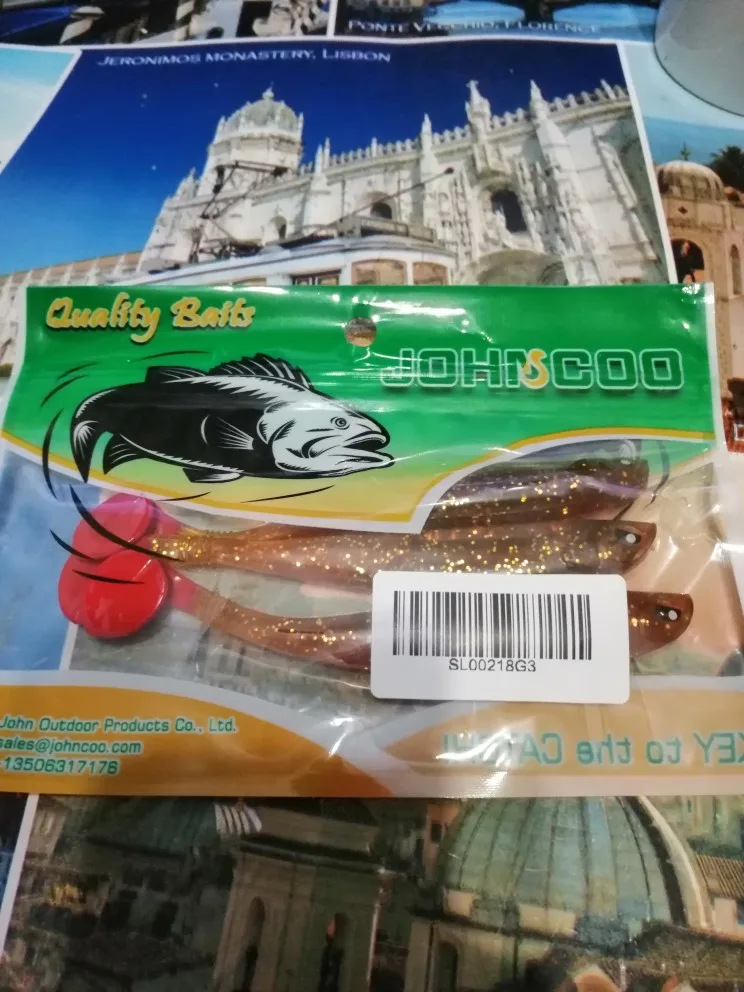 PONTE VECCHIO, FLORENCE
JERONIMOS MONASTERY, LISBON
Quality Baits
JOHNSCOO
SL00218G3
John Outdoor Products Co., Ltd.
sales@johncoo.com
13506317176
KEY to the CATCH!